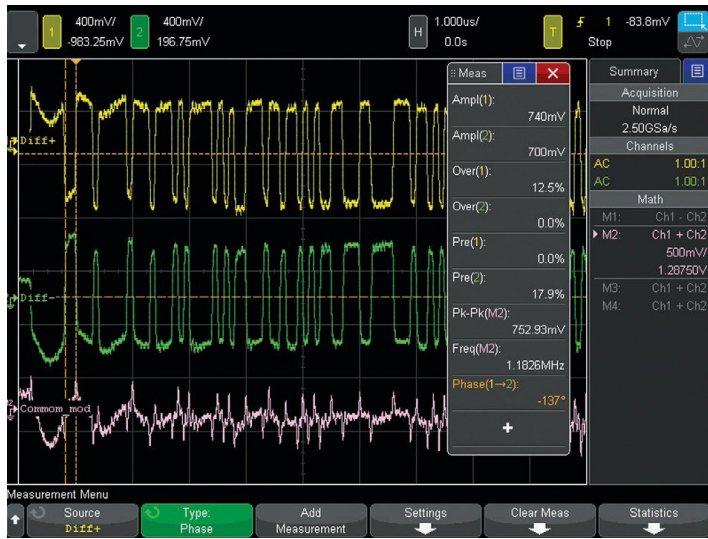 1 400mV/ -983.25mV 2 400mV/ 196.75mV H 1.000us/ 0.0s T 1 -83.8mV Stop
Diff+
Diff-
Commom_mod
Meas
Ampl(1):
740mV
Ampl(2):
700mV
Over(1):
12.5%
Over(2):
0.0%
Pre(1):
0.0%
Pre(2):
17.9%
Pk-Pk(M2):
752.93mV
Freq(M2):
1.1826MHz
Phase(1→2):
-137°
Summary
Acquisition
Normal
2.50GSa/s
Channels
AC 1.00:1
AC 1.00:1
Math
M1: Ch1 - Ch2
M2: Ch1 + Ch2
500mV/
1.28750V
M3: Ch1 + Ch2
M4: Ch1 + Ch2
Measurement Menu
Source
Diff+
Type:
Phase
Add
Measurement
Settings
Clear Meas
Statistics